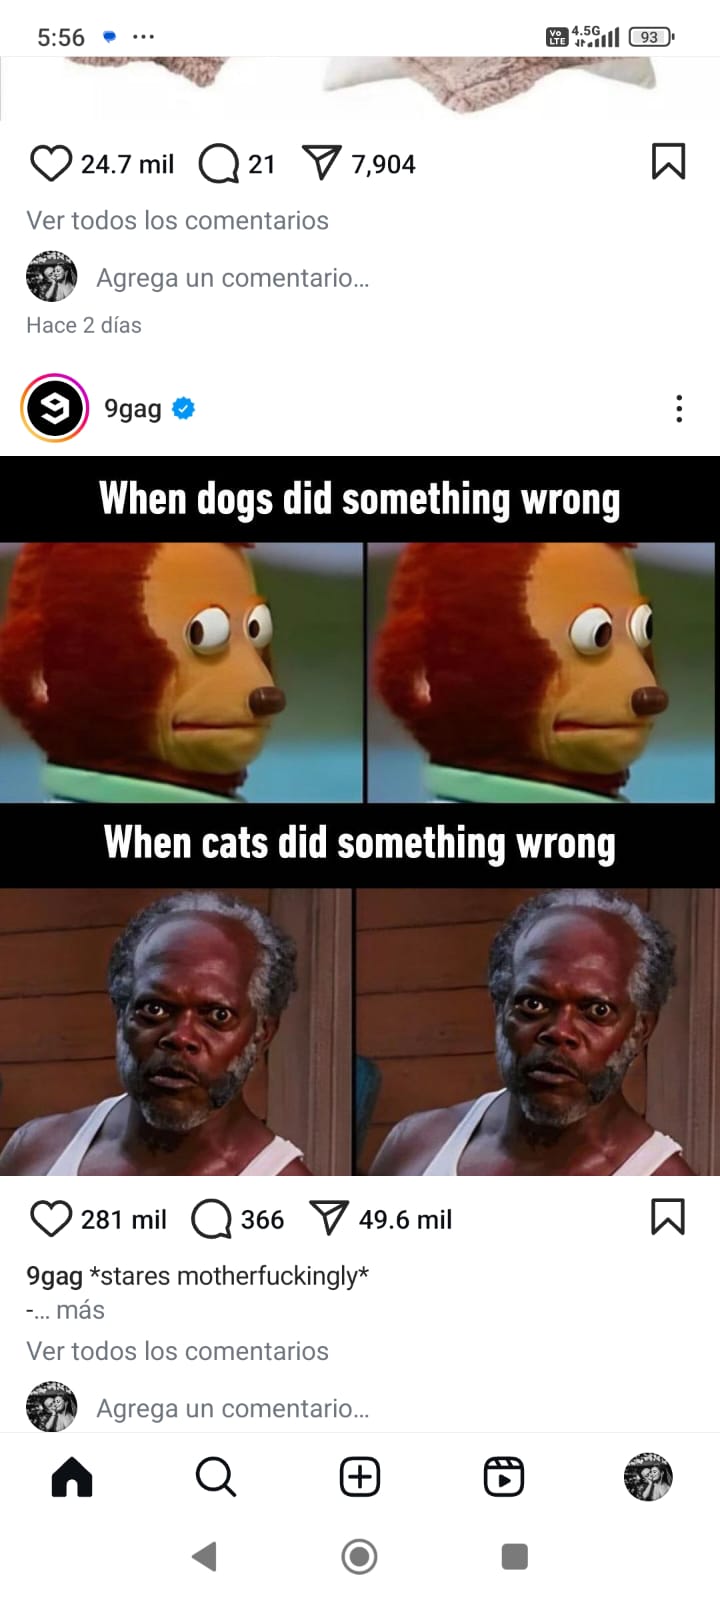 5:56
Vo LTE 4.5G 93
24.7 mil 21 7,904
Ver todos los comentarios
Agrega un comentario...
Hace 2 días
9gag
When dogs did something wrong
When cats did something wrong
281 mil 366 49.6 mil
9gag *stares motherfuckingly*
-... más
Ver todos los comentarios
Agrega un comentario...